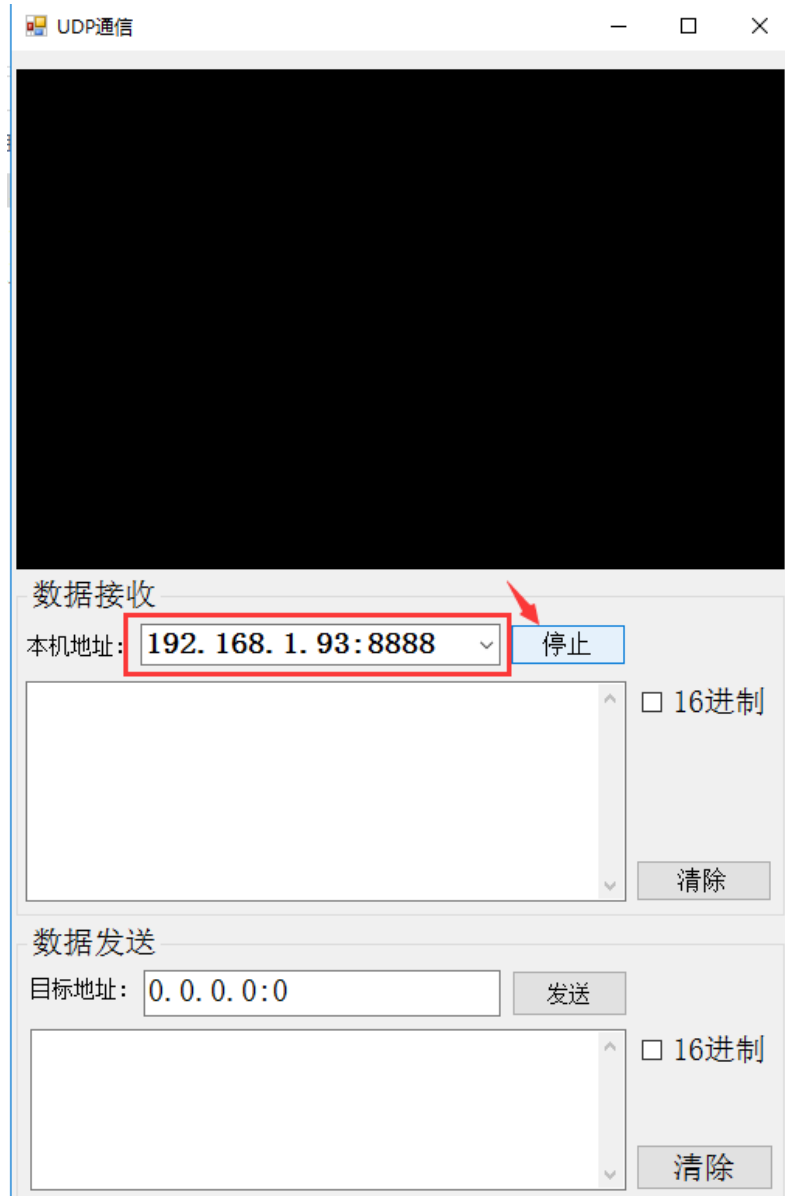 UDP通信
数据接收
本机地址: 192.168.1.93:8888 停止
16进制
清除
数据发送
目标地址: 0.0.0.0:0 发送
16进制
清除